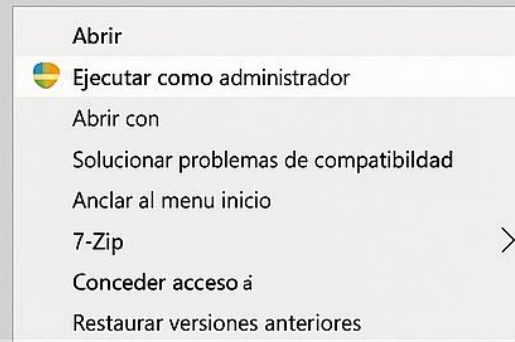 Abrir
Ejecutar como administrador
Abrir con
Solucionar problemas de compatibildad
Anclar al menu inicio
7-Zip
Conceder acceso á
Restaurar versiones anteriores